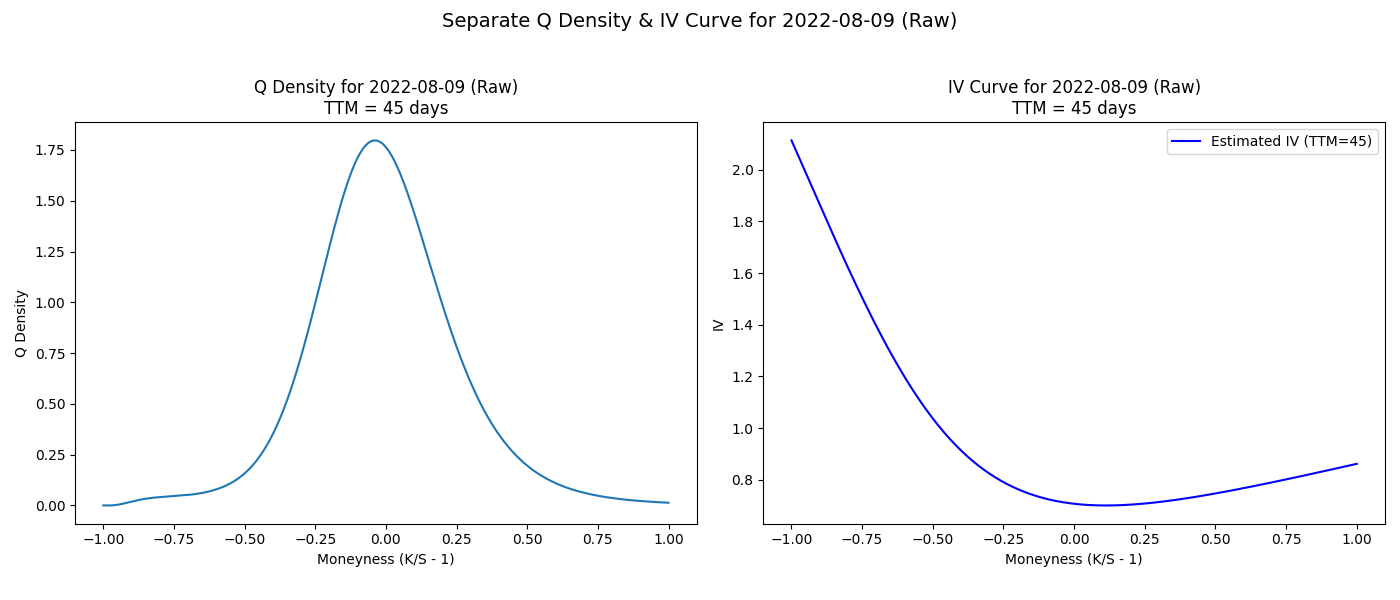 Separate Q Density & IV Curve for 2022-08-09 (Raw)
Q Density for 2022-08-09 (Raw)
TTM = 45 days
Q Density
1.75
1.50
1.25
1.00
0.75
0.50
0.25
0.00
−1.00 −0.75 −0.50 −0.25 0.00 0.25 0.50 0.75 1.00
Moneyness (K/S - 1)
IV Curve for 2022-08-09 (Raw)
TTM = 45 days
Estimated IV (TTM=45)
IV
2.0
1.8
1.6
1.4
1.2
1.0
0.8
−1.00 −0.75 −0.50 −0.25 0.00 0.25 0.50 0.75 1.00
Moneyness (K/S - 1)